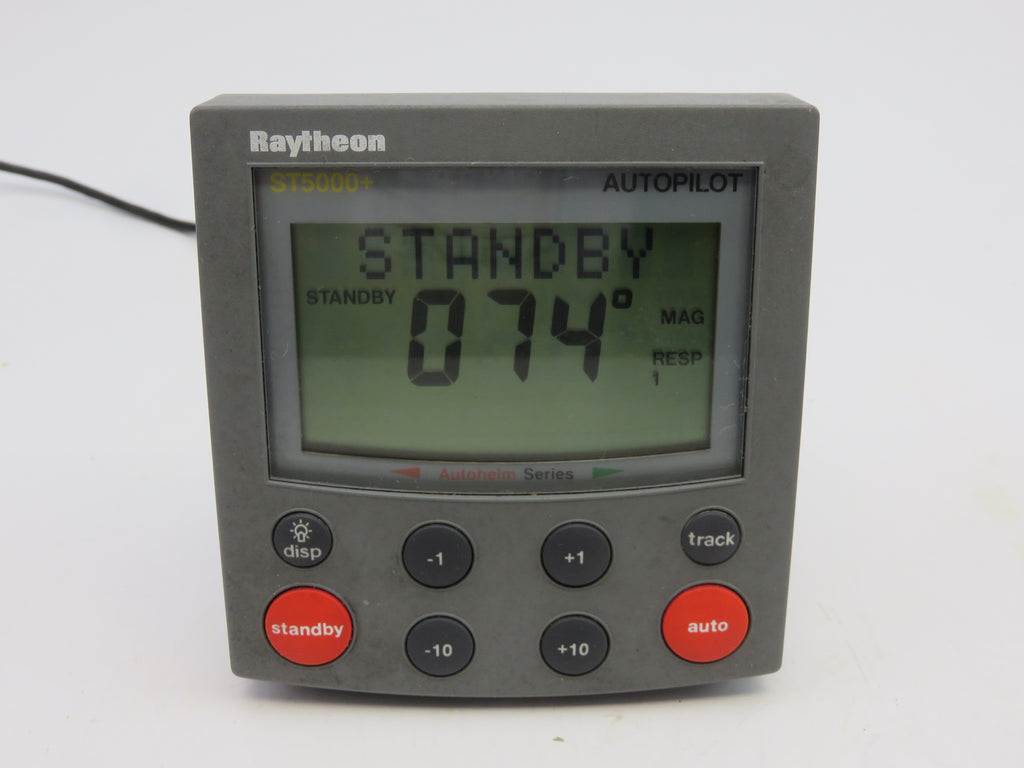 Raytheon
ST5000+ AUTOPILOT
STANDBY
STANDBY 074° MAG
RESP
1
Autohelm Series
disp -1 +1 track
standby -10 +10 auto